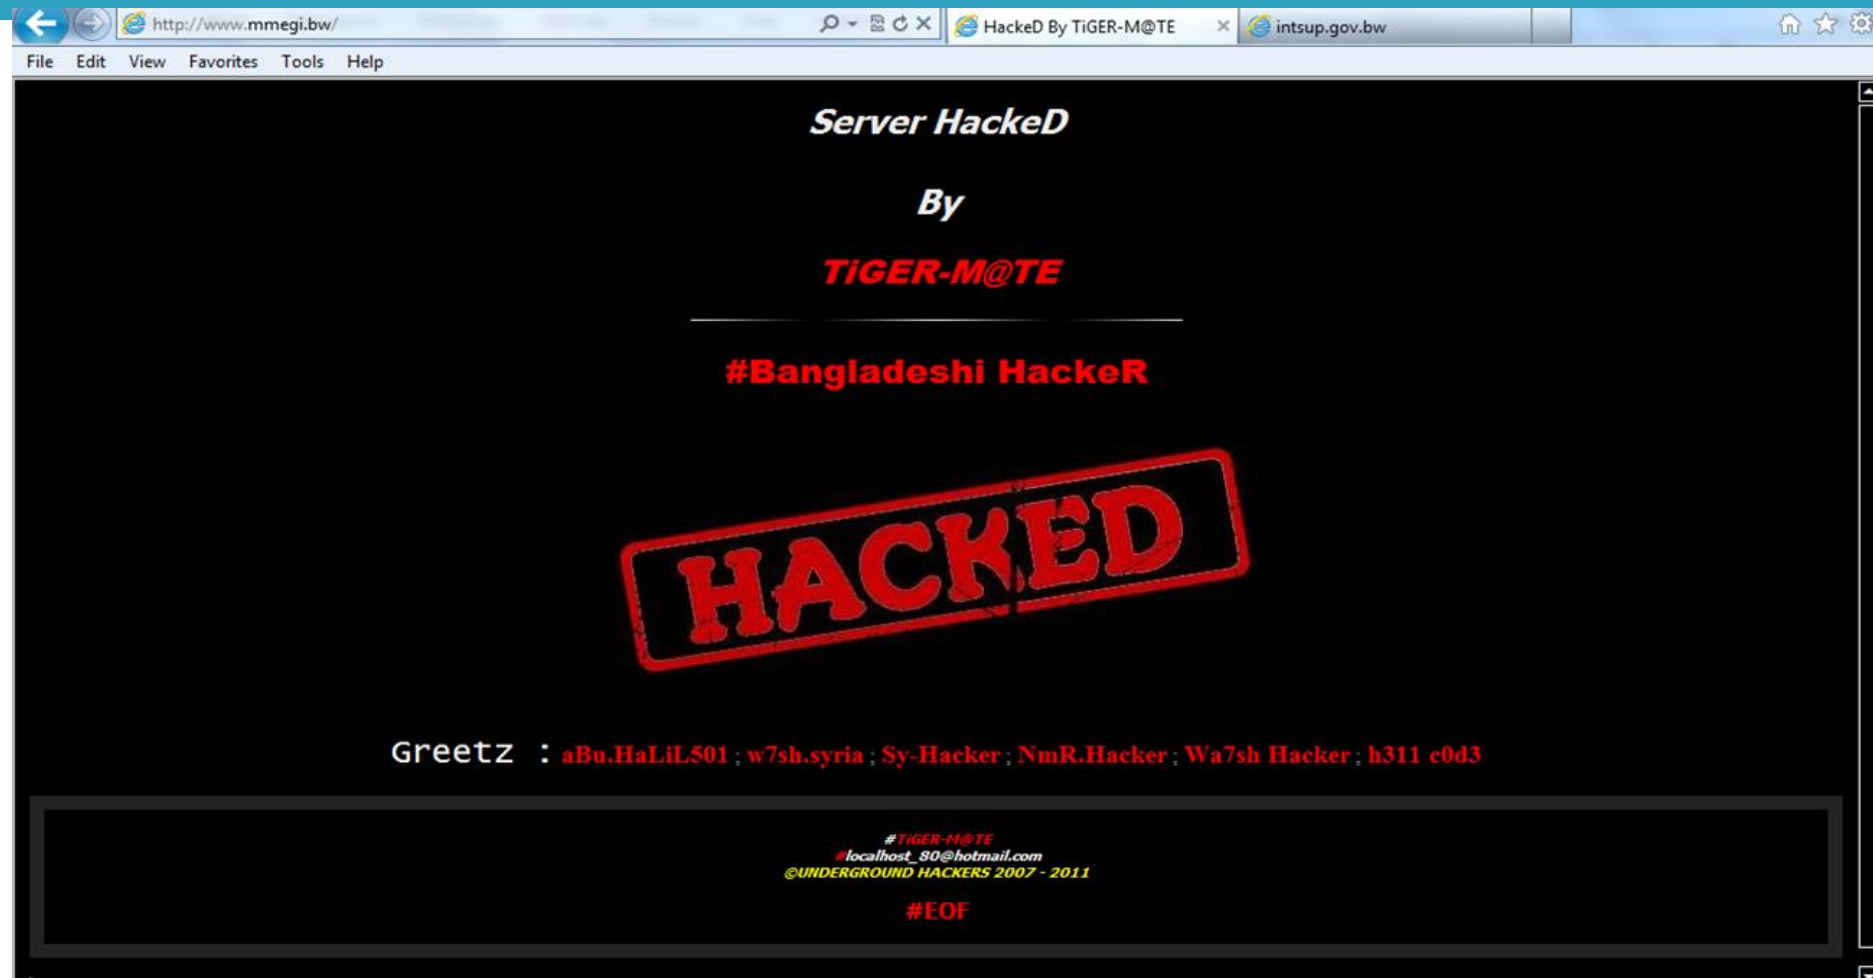 http://www.mmegi.bw/
HackeD By TiGER-M@TE
intsup.gov.bw
File Edit View Favorites Tools Help
Server HackeD
By
TiGER-M@TE
#Bangladeshi HackeR
HACKED
Greetz : aBu.HaLiL501 ; w7sh.syria ; Sy-Hacker ; NmR.Hacker ; Wa7sh Hacker ; h311 c0d3
#TiGER-M@TE
#localhost_80@hotmail.com
©UNDERGROUND HACKERS 2007 - 2011
#EOF